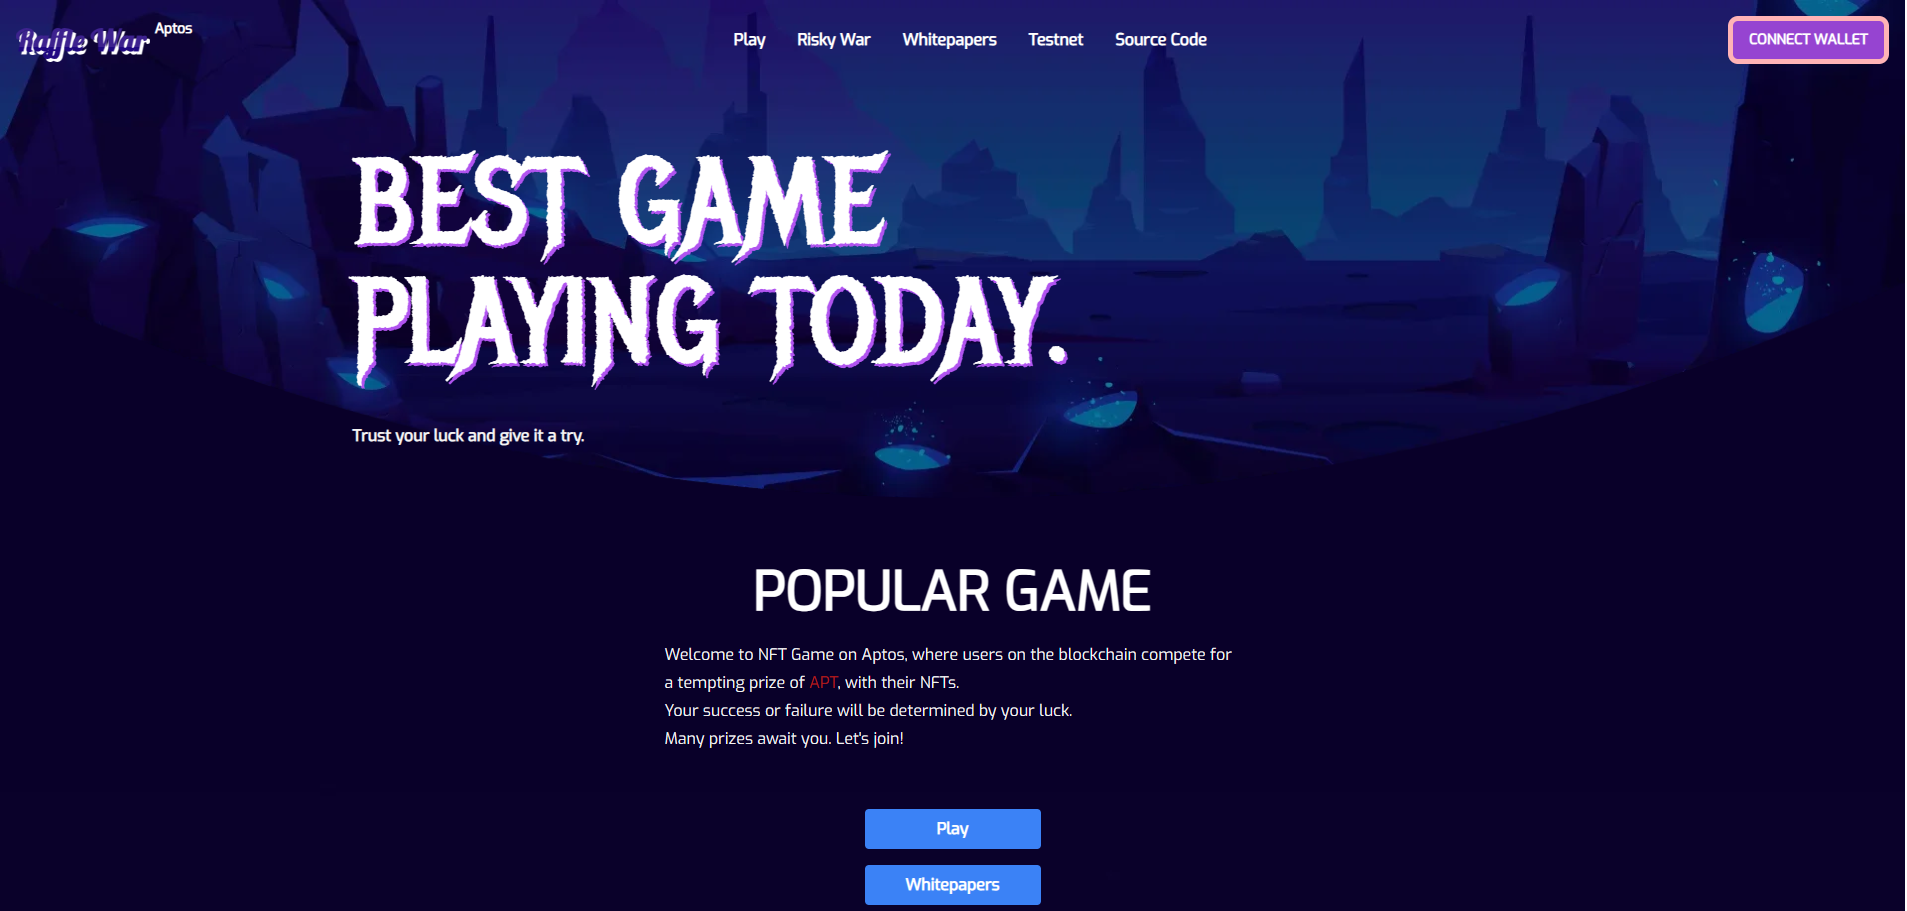 Raffle War Aptos
Play Risky War Whitepapers Testnet Source Code
CONNECT WALLET
BEST GAME
PLAYING TODAY.
Trust your luck and give it a try.
POPULAR GAME
Welcome to NFT Game on Aptos, where users on the blockchain compete for
a tempting prize of APT, with their NFTs.
Your success or failure will be determined by your luck.
Many prizes await you. Let's join!
Play
Whitepapers